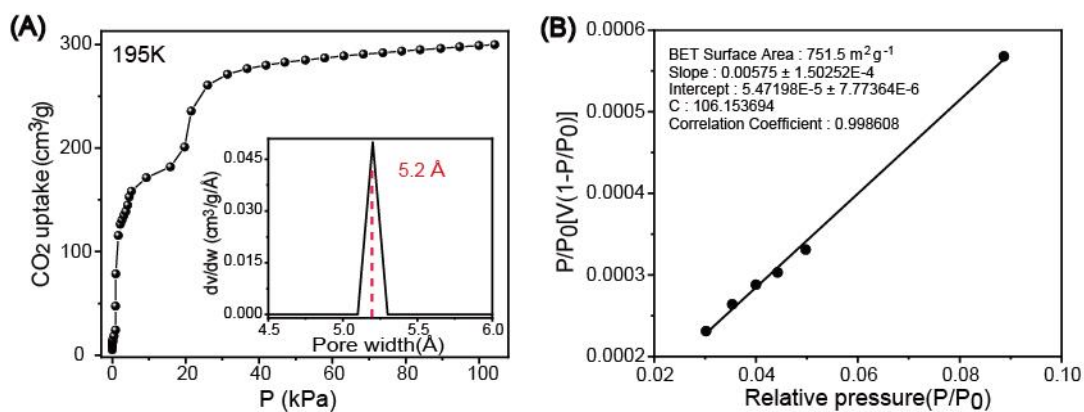 (A)
195K
CO2 uptake (cm³/g)
300
200
100
0
0
20
40
60
80
100
P (kPa)
dv/dw (cm³/g/Å)
0.045
0.030
0.015
0.000
4.5
5.0
5.5
6.0
Pore width(Å)
5.2 Å
(B)
P/P0[V(1-P/P0)]
0.0006
0.0005
0.0004
0.0003
0.0002
BET Surface Area : 751.5 m² g⁻¹
Slope : 0.00575 ± 1.50252E-4
Intercept : 5.47198E-5 ± 7.77364E-6
C : 106.153694
Correlation Coefficient : 0.998608
0.02
0.04
0.06
0.08
0.10
Relative pressure(P/P0)